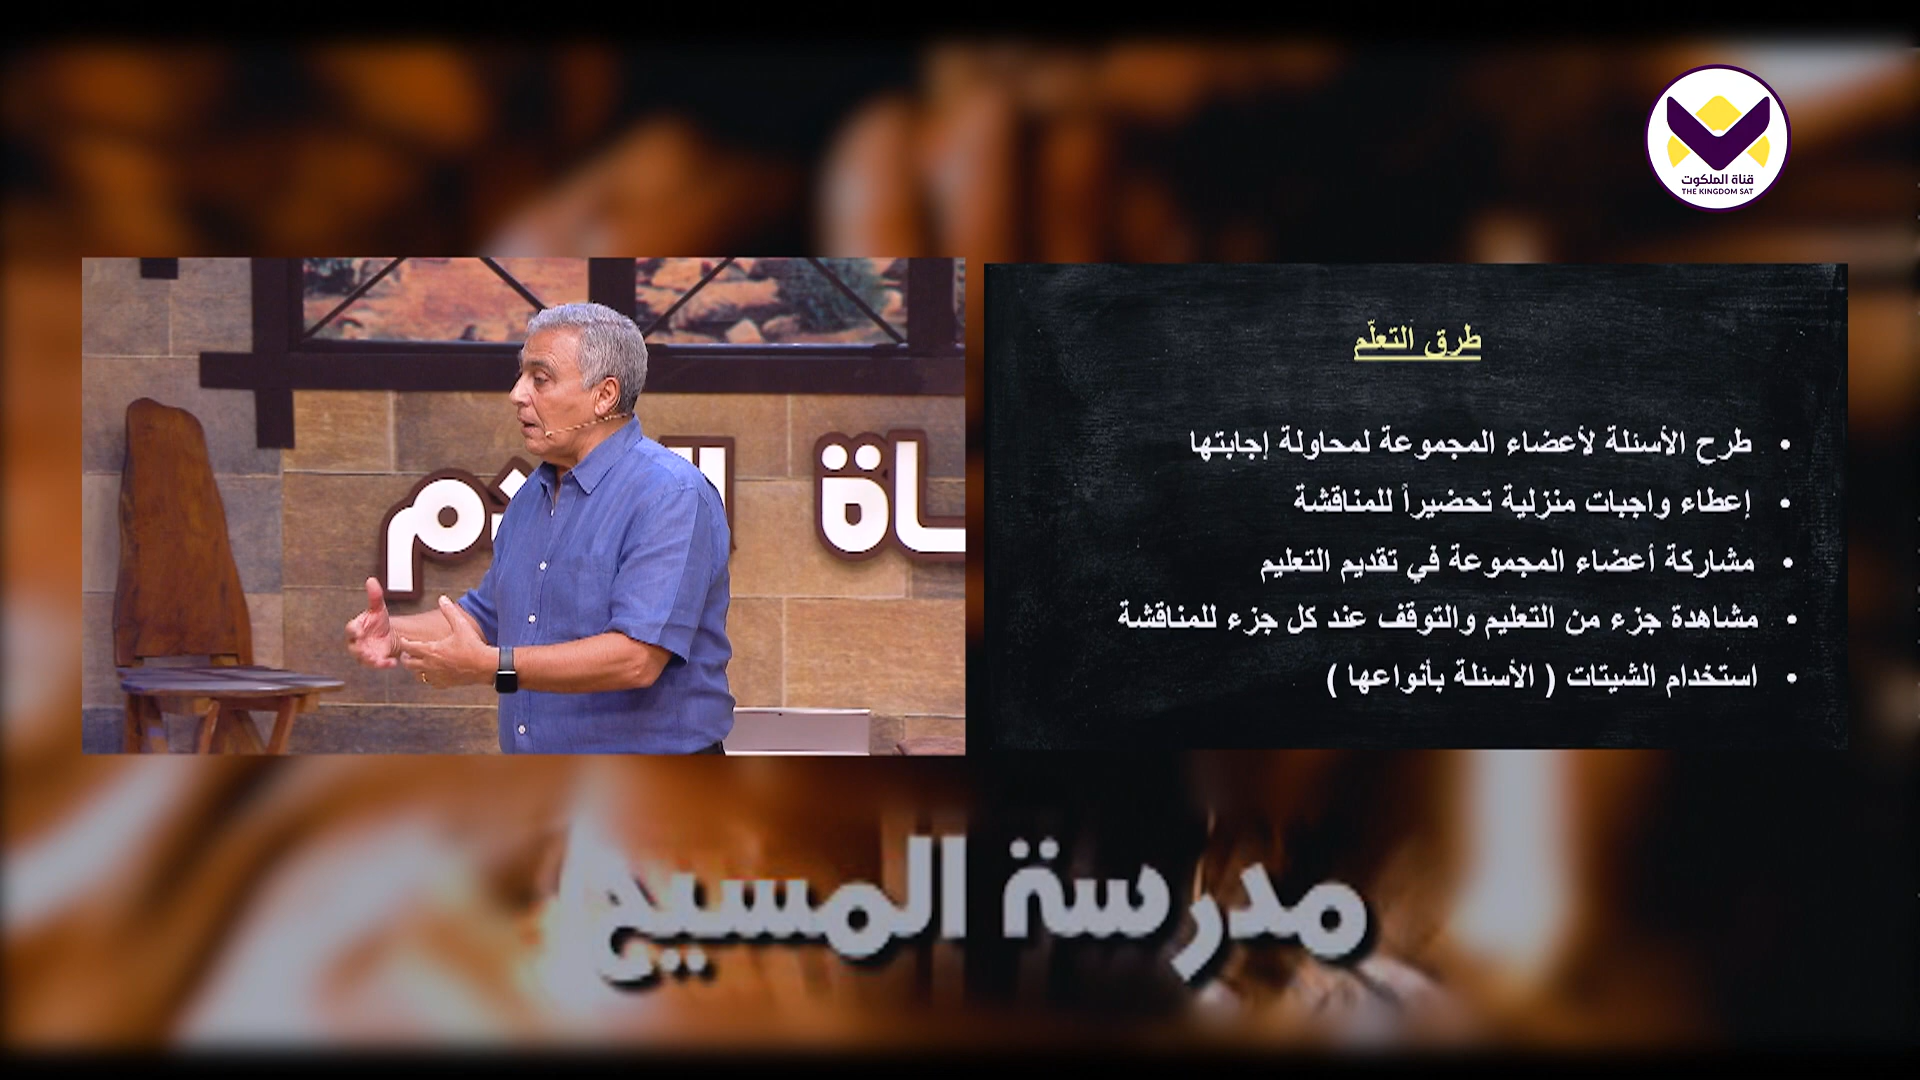 قناة الملكوت
THE KINGDOM SAT
طرق التعلّم
• طرح الأسئلة لأعضاء المجموعة لمحاولة إجابتها
• إعطاء واجبات منزلية تحضيراً للمناقشة
• مشاركة أعضاء المجموعة في تقديم التعليم
• مشاهدة جزء من التعليم والتوقف عند كل جزء للمناقشة
• استخدام الشيتات ( الأسئلة بأنواعها )
مدرسة المسيح